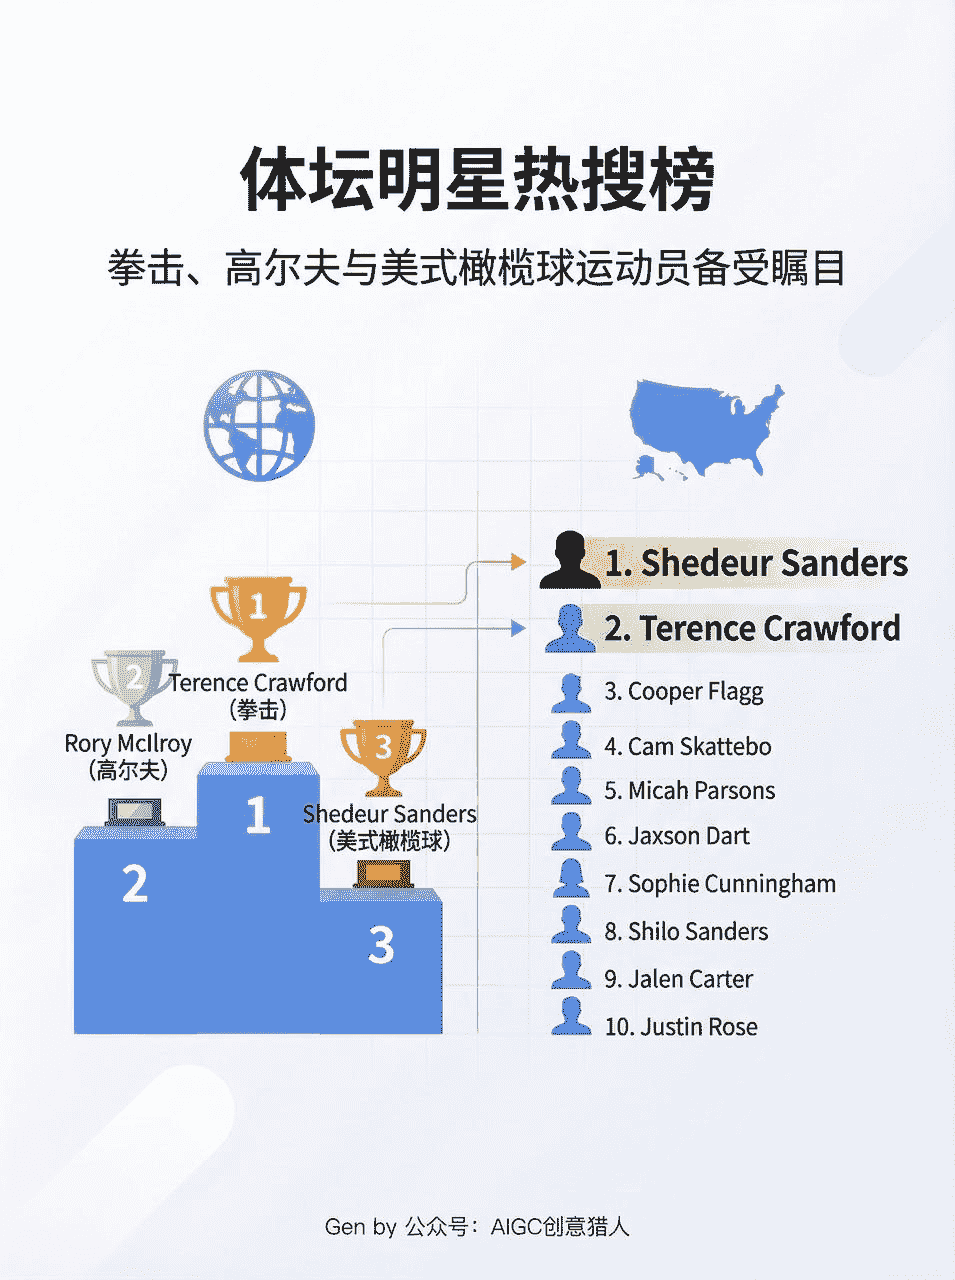 体坛明星热搜榜
拳击、高尔夫与美式橄榄球运动员备受瞩目
1
Terence Crawford
（拳击）
2
Rory McIlroy
（高尔夫）
3
Shedeur Sanders
（美式橄榄球）
1
2
3
1. Shedeur Sanders
2. Terence Crawford
3. Cooper Flagg
4. Cam Skattebo
5. Micah Parsons
6. Jaxson Dart
7. Sophie Cunningham
8. Shilo Sanders
9. Jalen Carter
10. Justin Rose
Gen by 公众号：AIGC创意猎人